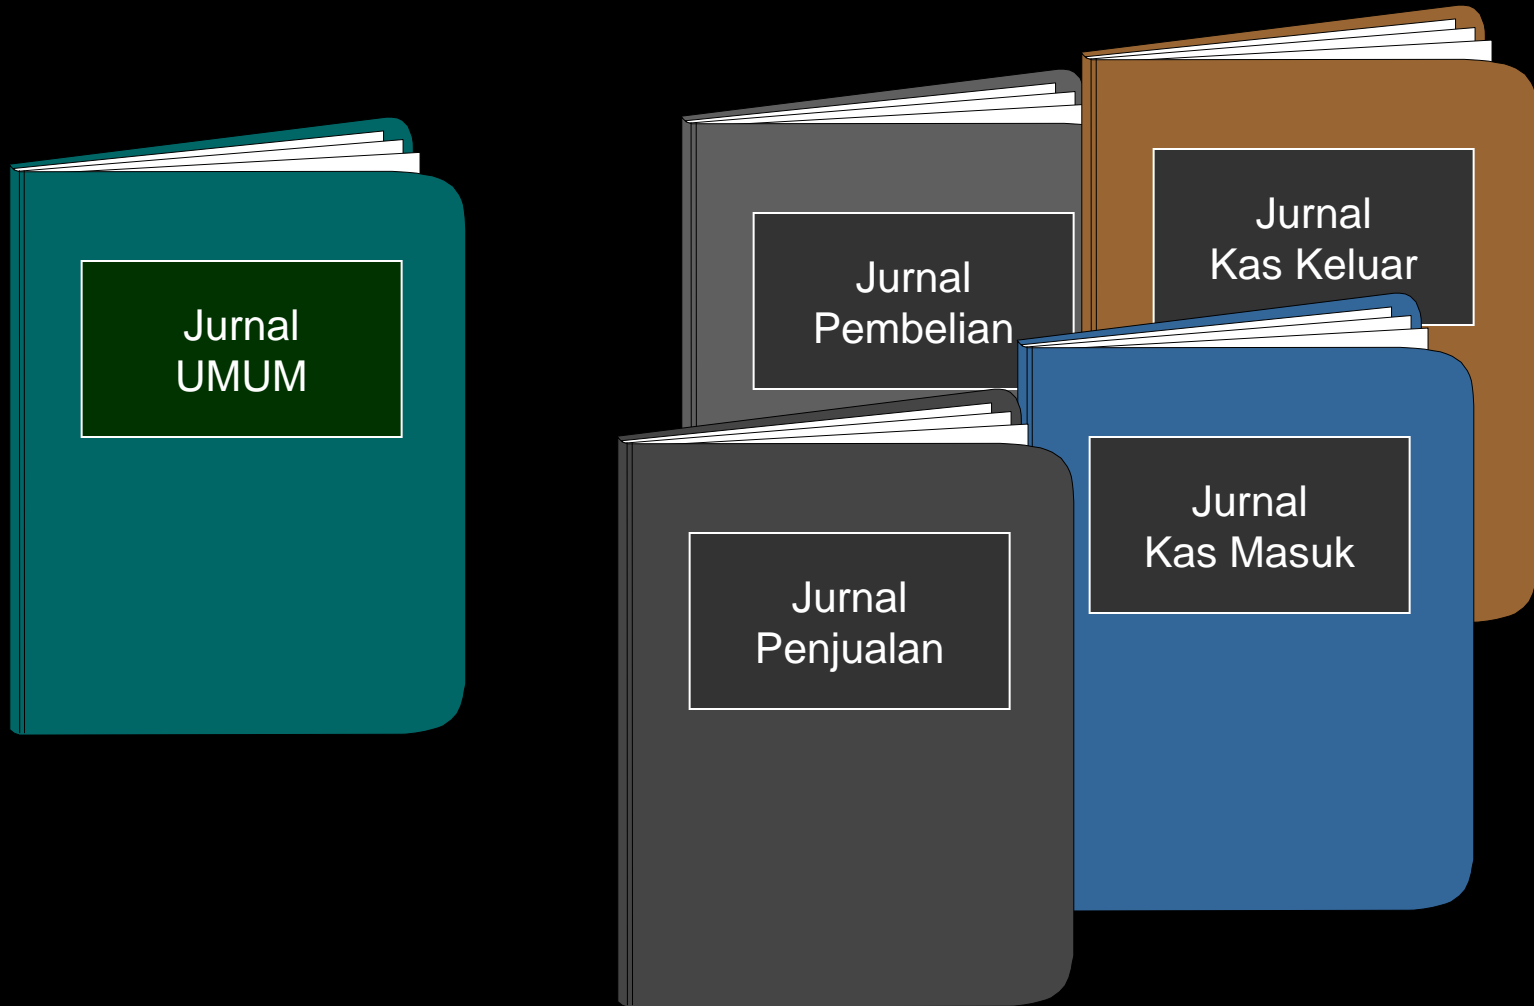 Jurnal
UMUM
Jurnal
Pembelian
Jurnal
Kas Keluar
Jurnal
Penjualan
Jurnal
Kas Masuk